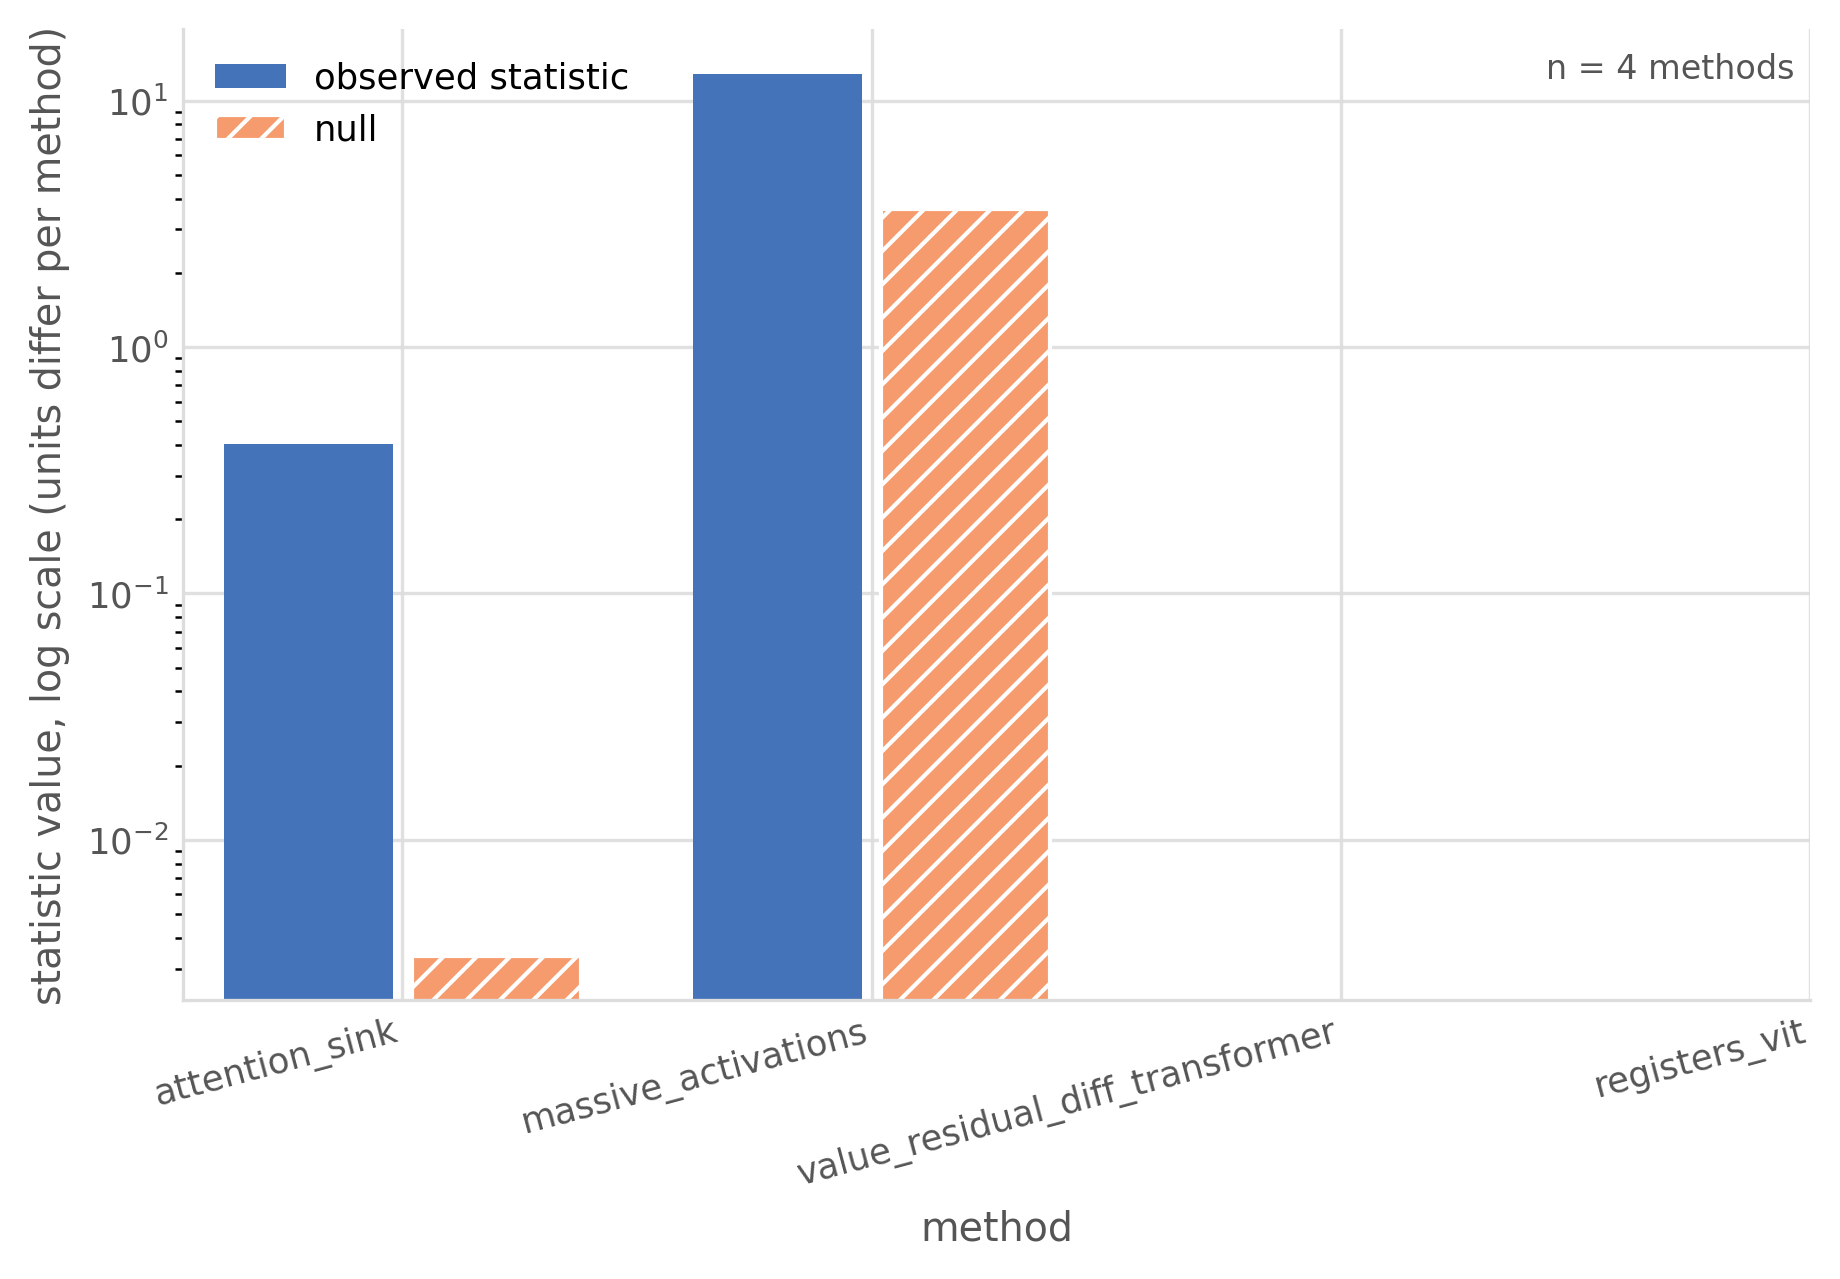 statistic value, log scale (units differ per method)
observed statistic
null
n = 4 methods
10¹
10⁰
10⁻¹
10⁻²
attention_sink
massive_activations
value_residual_diff_transformer
registers_vit
method